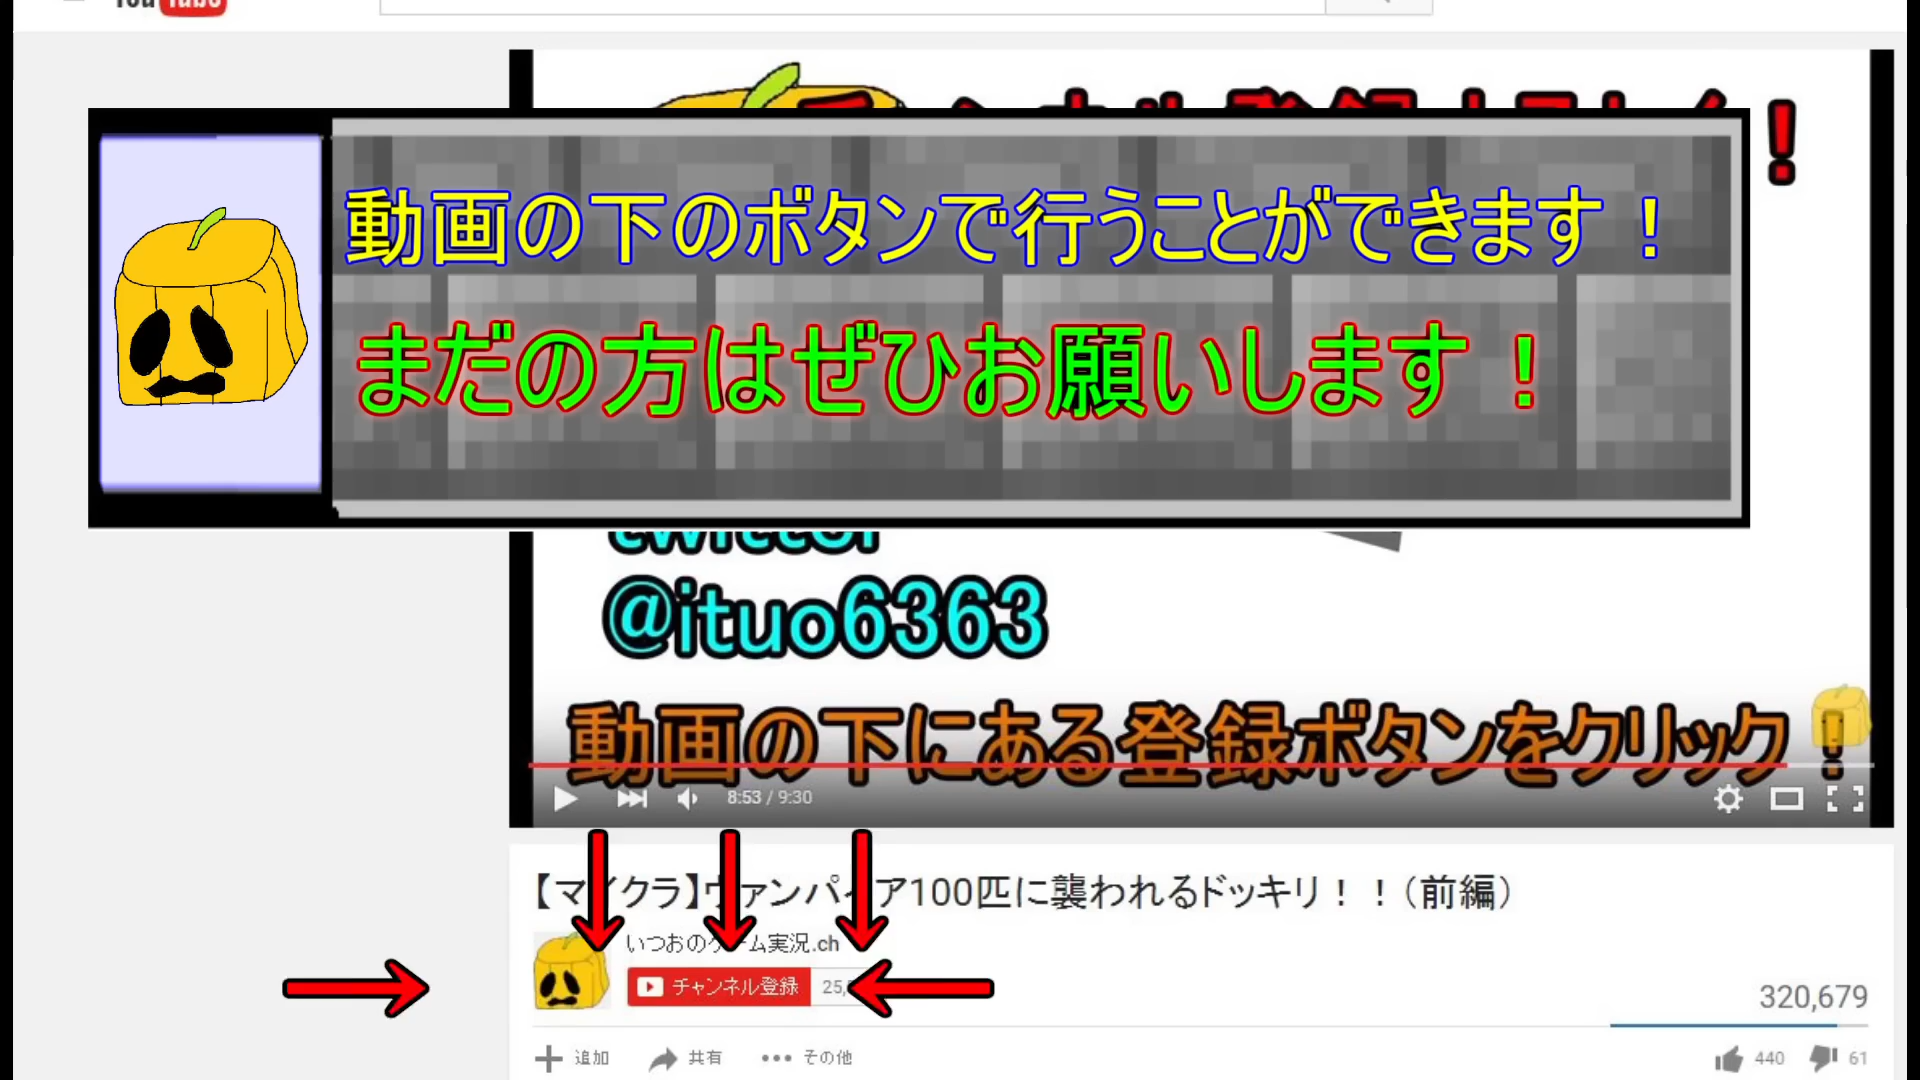 YouTube
！
動画の下のボタンで行うことができます！
まだの方はぜひお願いします！
@ituo6363
動画の下にある登録ボタンをクリック！
8:53 / 9:30
【マイクラ】ヴァンパイア100匹に襲われるドッキリ！！（前編）
いつおのゲーム実況.ch
チャンネル登録
320,679
追加 共有 その他
440 61